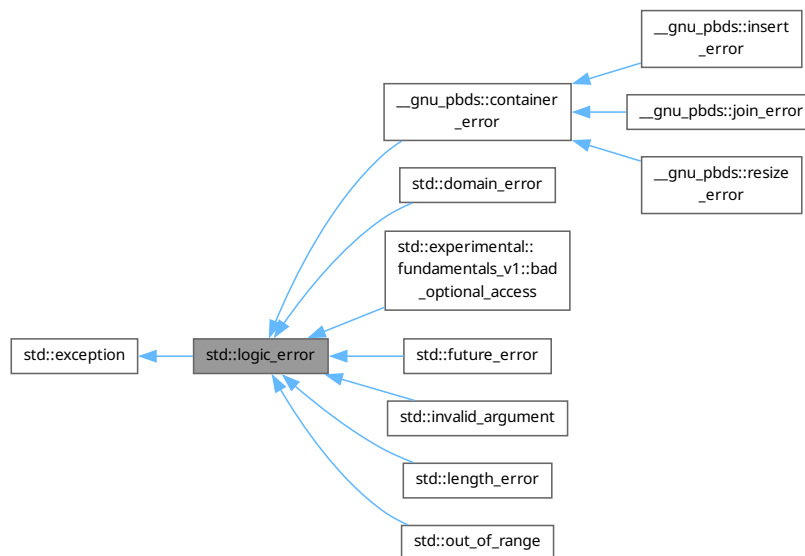 __gnu_pbds::insert
_error
__gnu_pbds::container
_error
__gnu_pbds::join_error
__gnu_pbds::resize
_error
std::domain_error
std::experimental::
fundamentals_v1::bad
_optional_access
std::exception
std::logic_error
std::future_error
std::invalid_argument
std::length_error
std::out_of_range